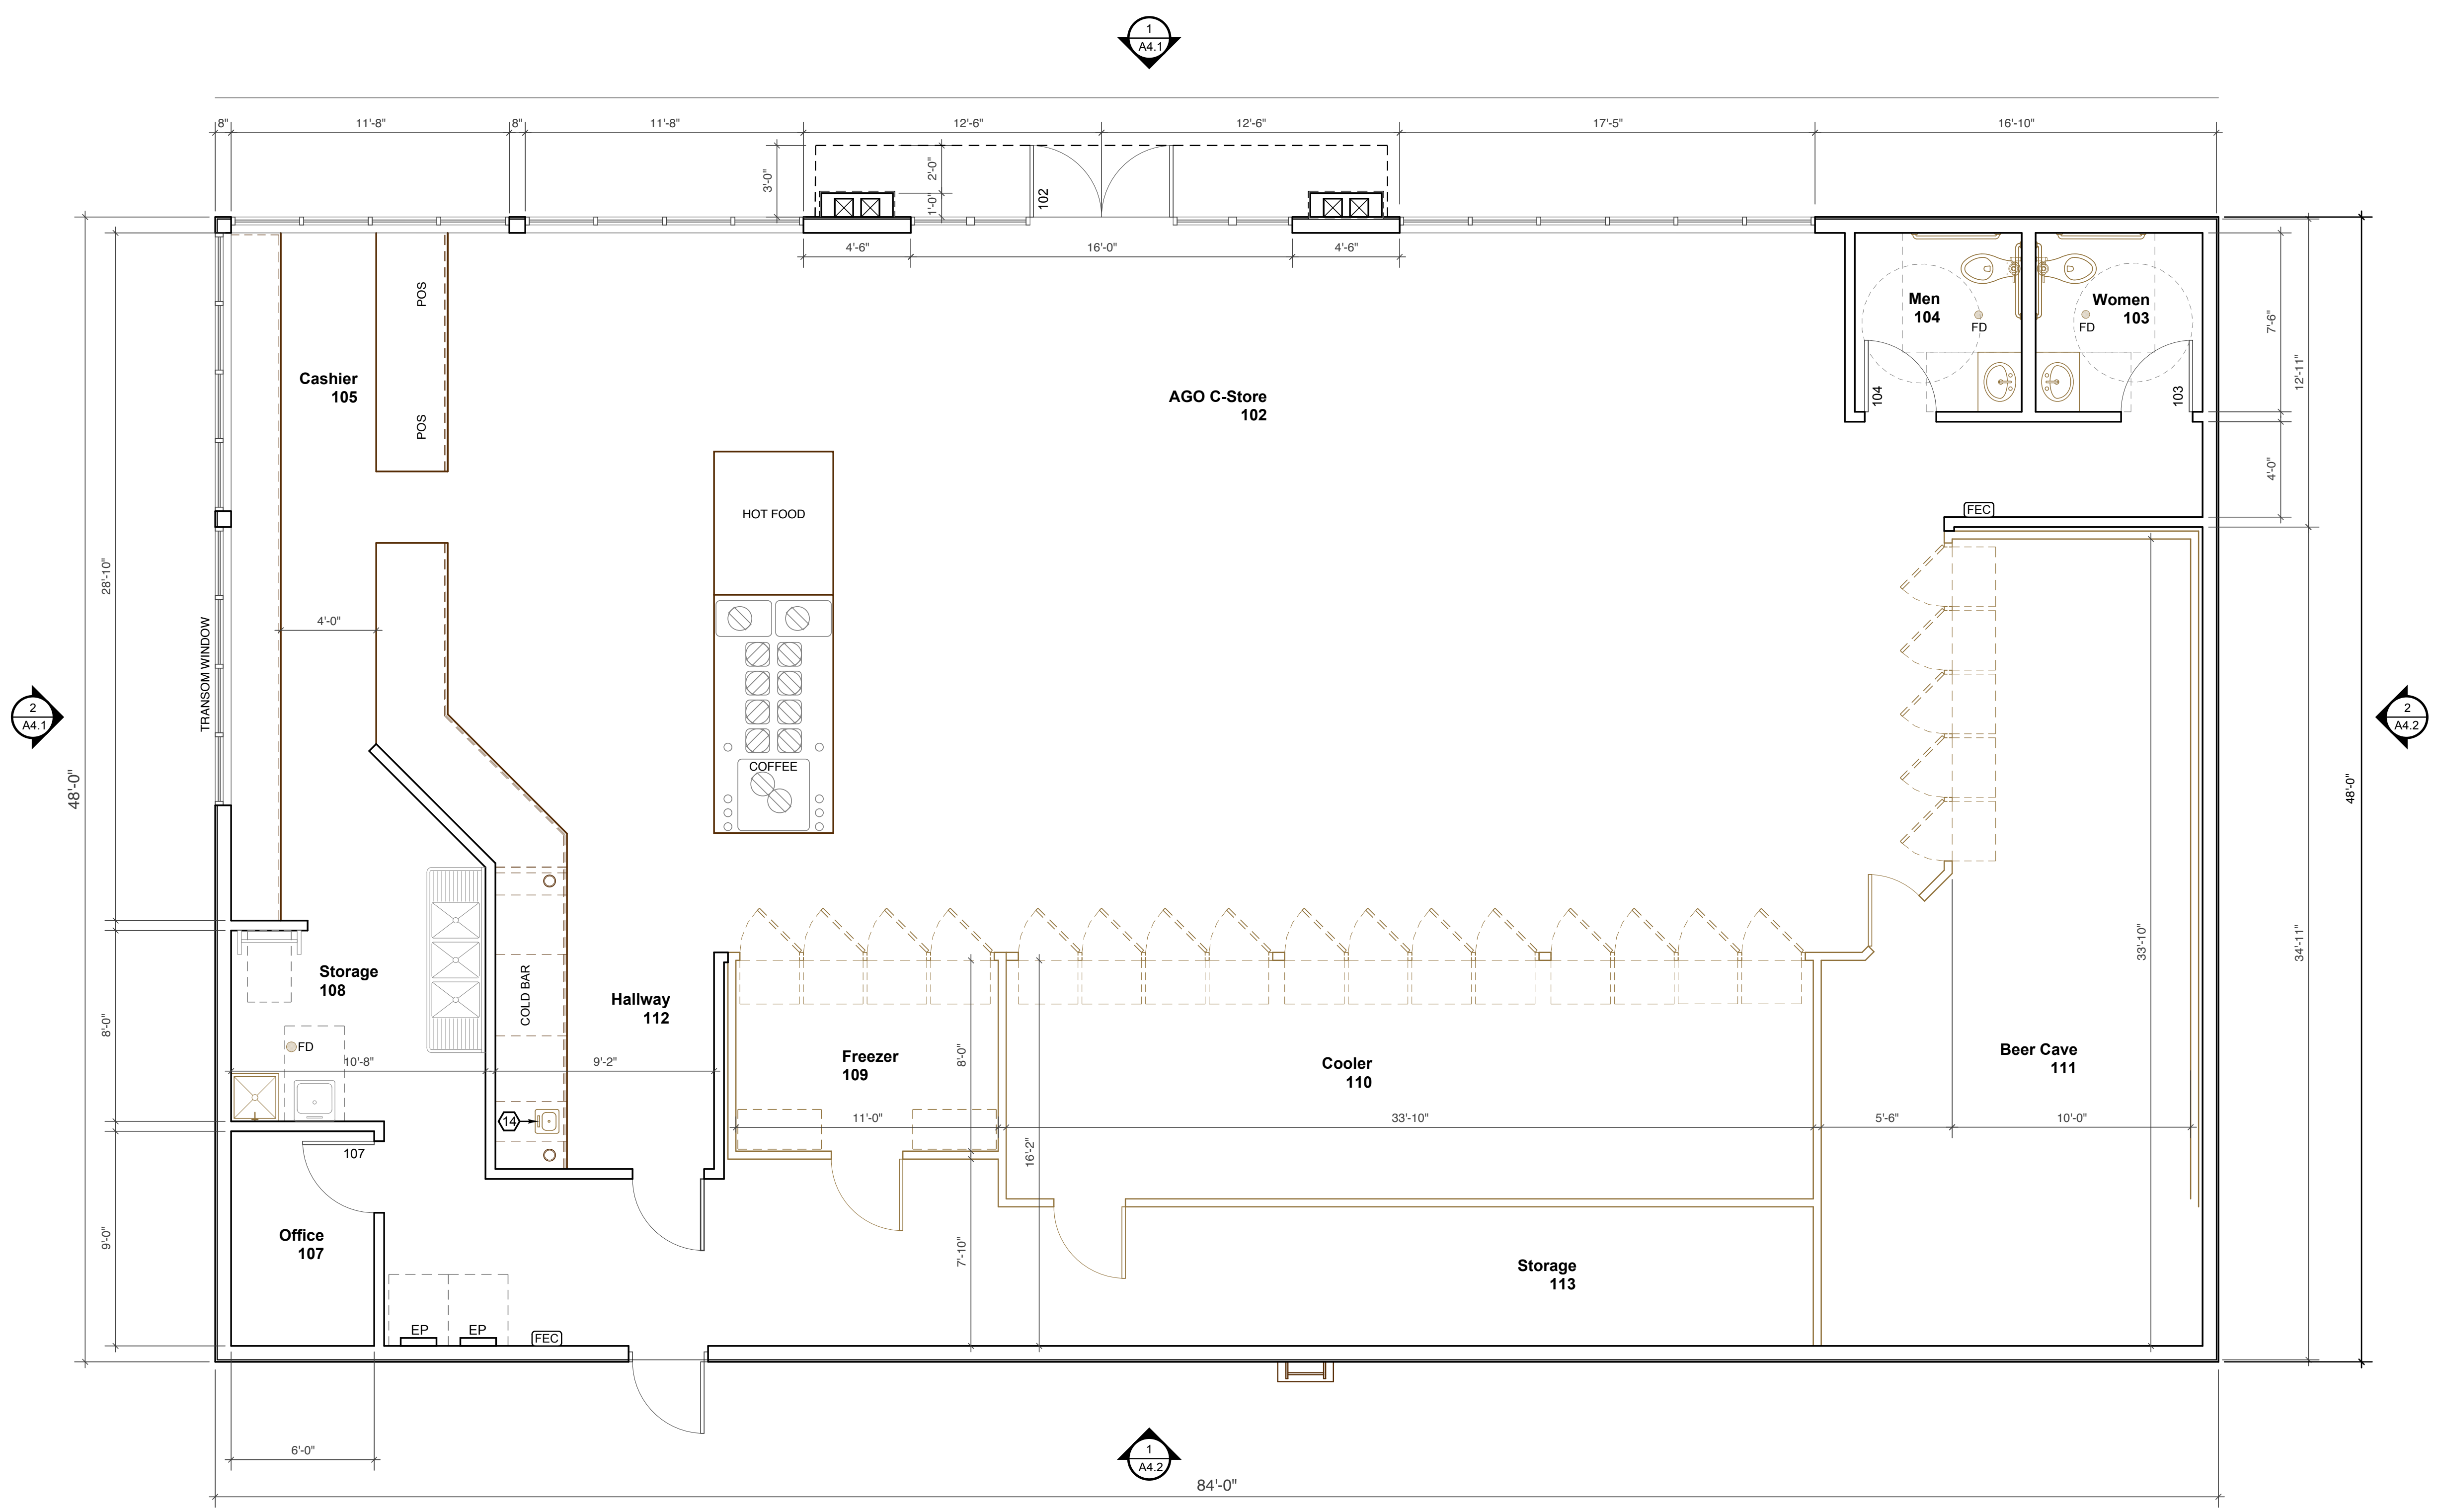 1
A4.1
8"
11'-8"
8"
11'-8"
12'-6"
12'-6"
17'-5"
16'-10"
3'-0"
2'-0"
1'-0"
102
4'-6"
16'-0"
4'-6"
POS
POS
Cashier
105
AGO C-Store
102
Men
104
FD
Women
103
FD
104
103
7'-6"
12'-11"
4'-0"
FEC
HOT FOOD
28'-10"
4'-0"
TRANSOM WINDOW
2
A4.1
48'-0"
COFFEE
2
A4.2
48'-0"
33'-10"
34'-11"
Storage
108
COLD BAR
Hallway
112
8'-0"
FD
10'-8"
9'-2"
Freezer
109
8'-0"
Cooler
110
Beer Cave
111
11'-0"
33'-10"
5'-6"
10'-0"
14
107
16'-2"
9'-0"
Office
107
7'-10"
Storage
113
EP
EP
FEC
6'-0"
1
A4.2
84'-0"